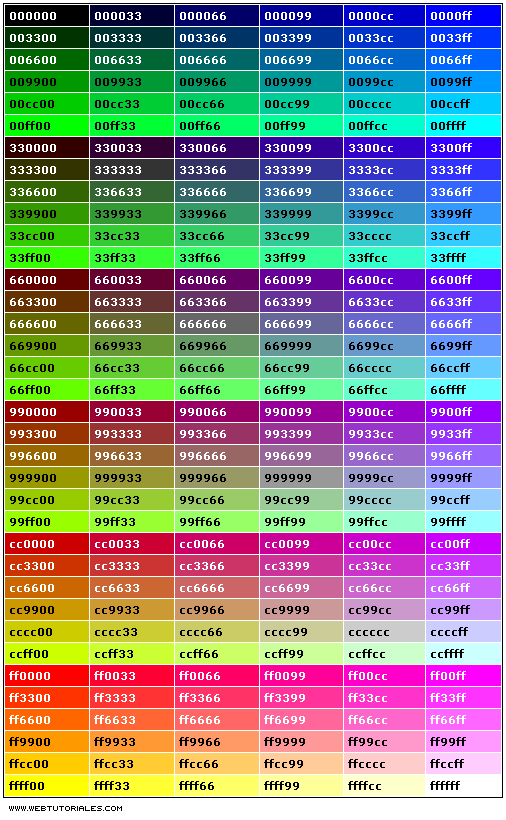 000000 000033 000066 000099 0000cc 0000ff
003300 003333 003366 003399 0033cc 0033ff
006600 006633 006666 006699 0066cc 0066ff
009900 009933 009966 009999 0099cc 0099ff
00cc00 00cc33 00cc66 00cc99 00cccc 00ccff
00ff00 00ff33 00ff66 00ff99 00ffcc 00ffff
330000 330033 330066 330099 3300cc 3300ff
333300 333333 333366 333399 3333cc 3333ff
336600 336633 336666 336699 3366cc 3366ff
339900 339933 339966 339999 3399cc 3399ff
33cc00 33cc33 33cc66 33cc99 33cccc 33ccff
33ff00 33ff33 33ff66 33ff99 33ffcc 33ffff
660000 660033 660066 660099 6600cc 6600ff
663300 663333 663366 663399 6633cc 6633ff
666600 666633 666666 666699 6666cc 6666ff
669900 669933 669966 669999 6699cc 6699ff
66cc00 66cc33 66cc66 66cc99 66cccc 66ccff
66ff00 66ff33 66ff66 66ff99 66ffcc 66ffff
990000 990033 990066 990099 9900cc 9900ff
993300 993333 993366 993399 9933cc 9933ff
996600 996633 996666 996699 9966cc 9966ff
999900 999933 999966 999999 9999cc 9999ff
99cc00 99cc33 99cc66 99cc99 99cccc 99ccff
99ff00 99ff33 99ff66 99ff99 99ffcc 99ffff
cc0000 cc0033 cc0066 cc0099 cc00cc cc00ff
cc3300 cc3333 cc3366 cc3399 cc33cc cc33ff
cc6600 cc6633 cc6666 cc6699 cc66cc cc66ff
cc9900 cc9933 cc9966 cc9999 cc99cc cc99ff
cccc00 cccc33 cccc66 cccc99 cccccc ccccff
ccff00 ccff33 ccff66 ccff99 ccffcc ccffff
ff0000 ff0033 ff0066 ff0099 ff00cc ff00ff
ff3300 ff3333 ff3366 ff3399 ff33cc ff33ff
ff6600 ff6633 ff6666 ff6699 ff66cc ff66ff
ff9900 ff9933 ff9966 ff9999 ff99cc ff99ff
ffcc00 ffcc33 ffcc66 ffcc99 ffcccc ffccff
ffff00 ffff33 ffff66 ffff99 ffffcc ffffff
WWW.WEBTUTORIALES.COM